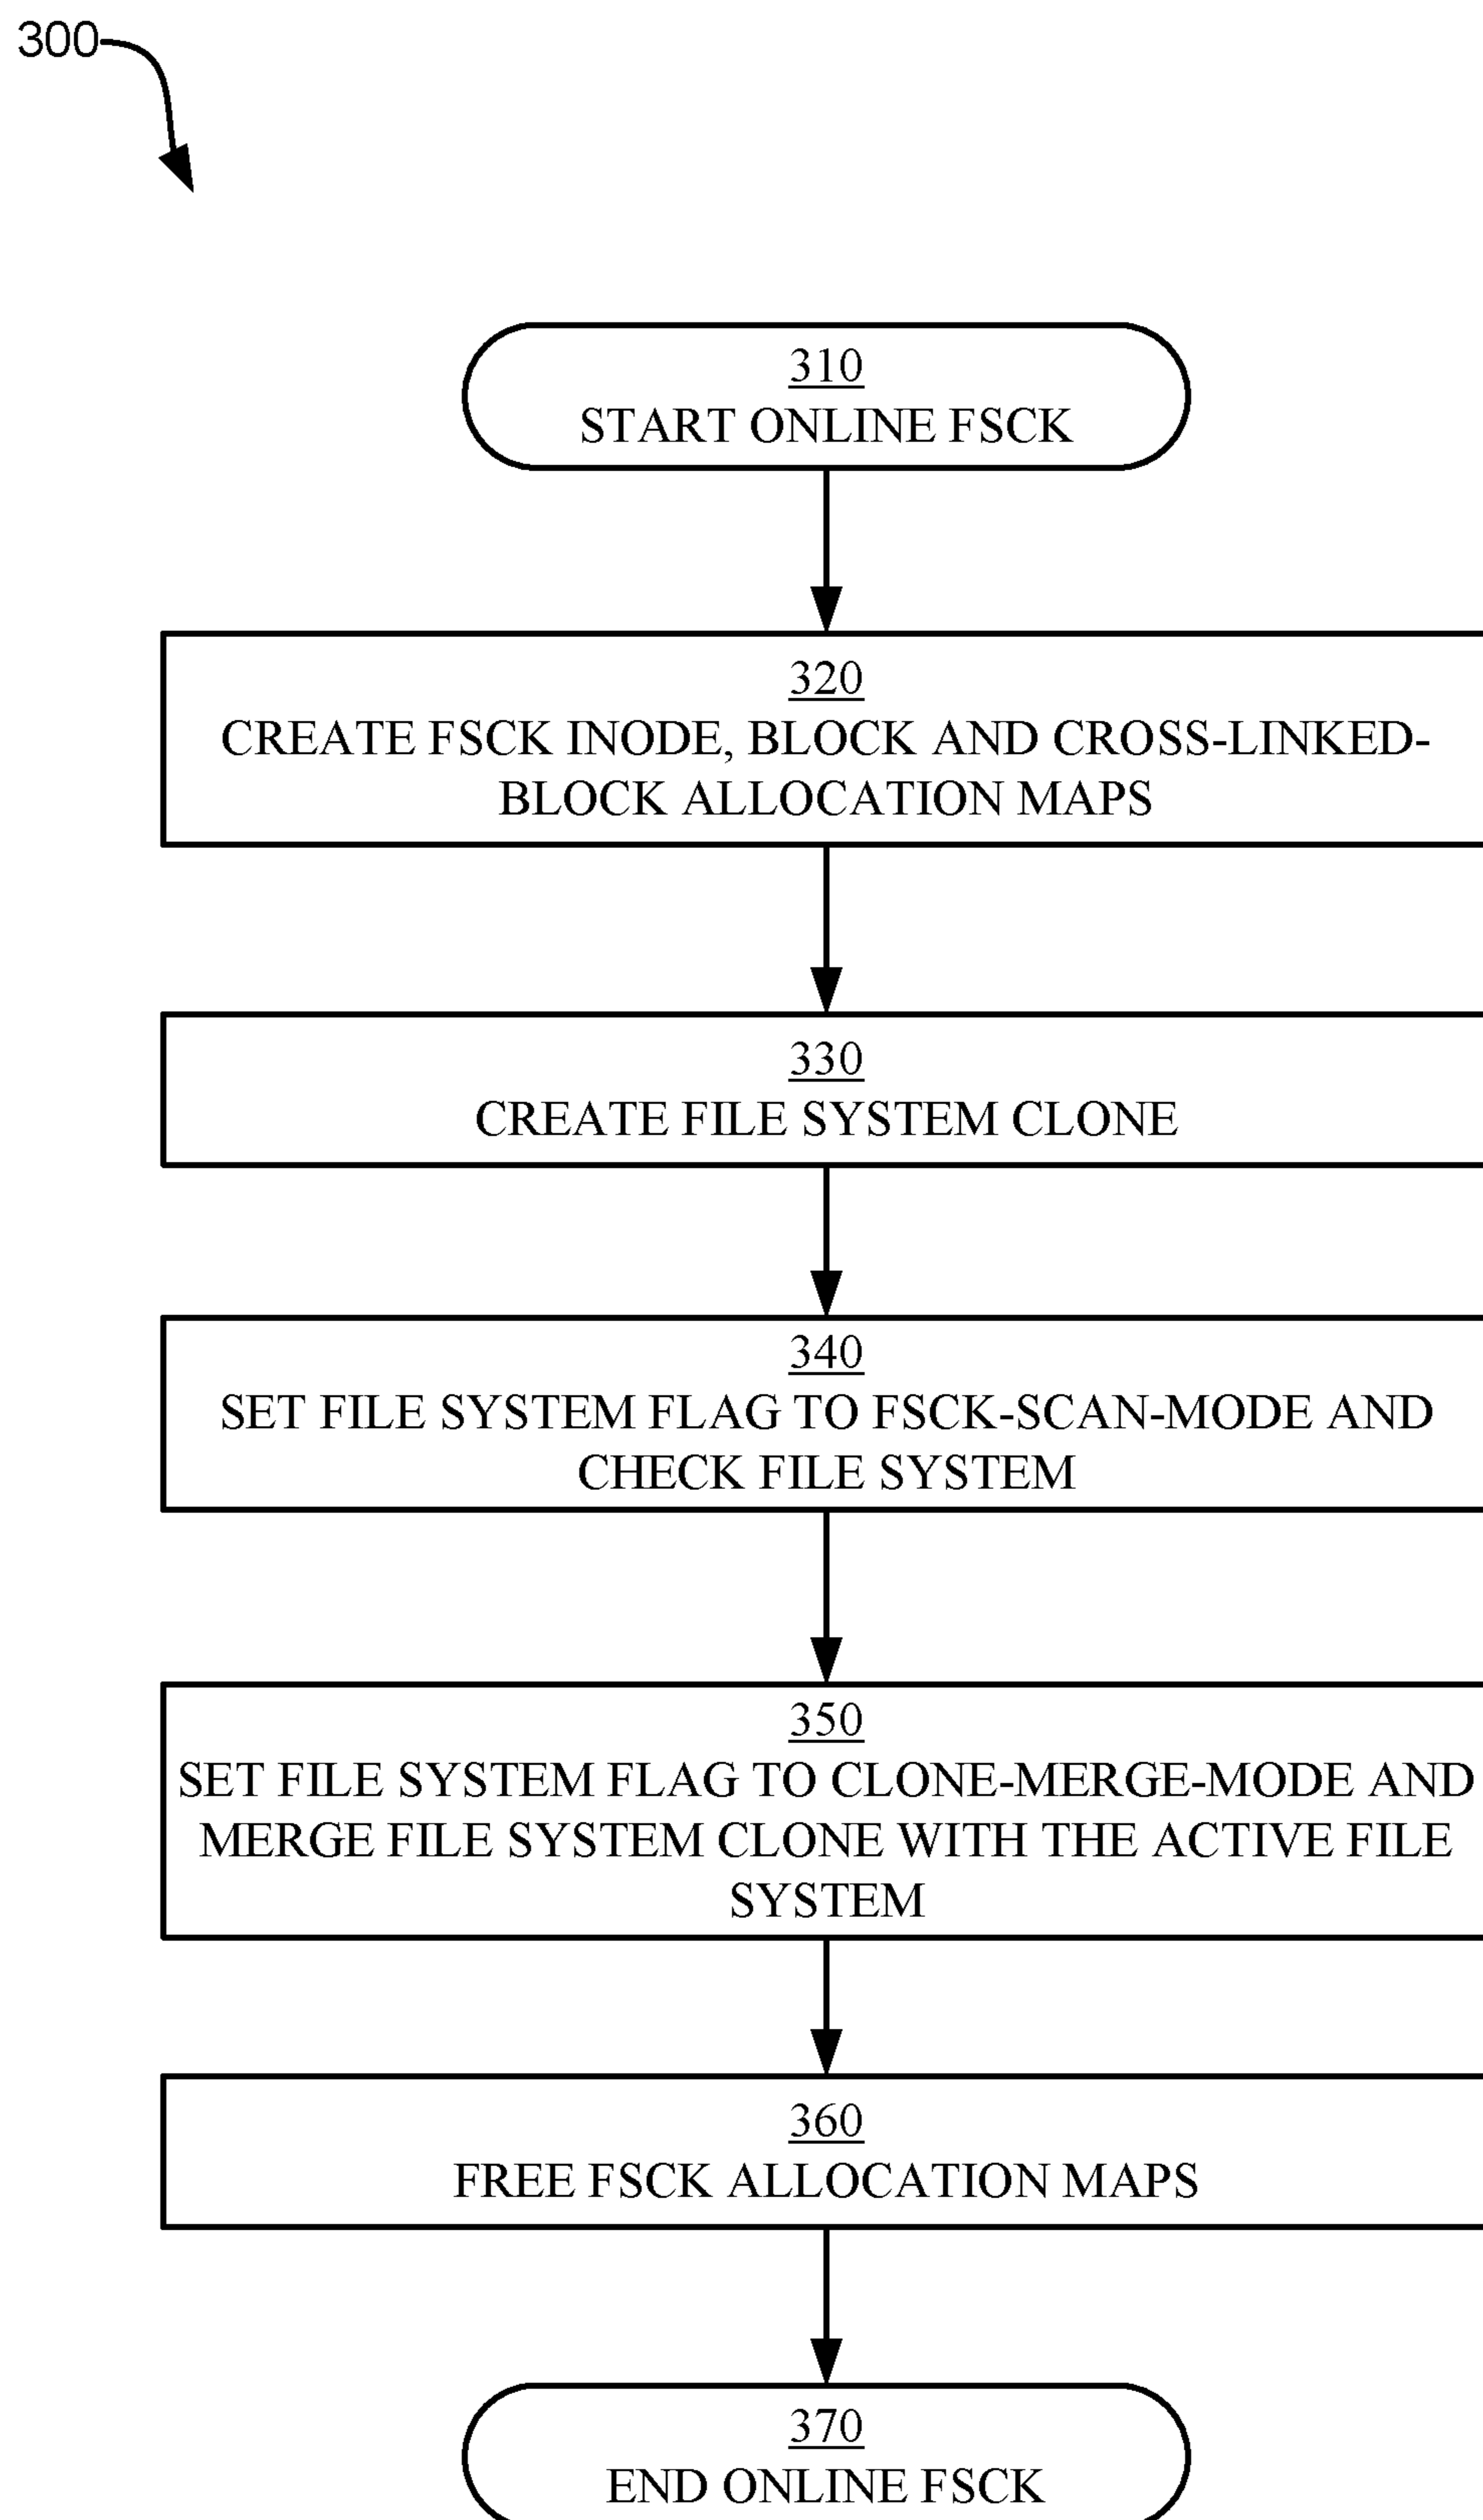 300
310
START ONLINE FSCK
320
CREATE FSCK INODE, BLOCK AND CROSS-LINKED-
BLOCK ALLOCATION MAPS
330
CREATE FILE SYSTEM CLONE
340
SET FILE SYSTEM FLAG TO FSCK-SCAN-MODE AND
CHECK FILE SYSTEM
350
SET FILE SYSTEM FLAG TO CLONE-MERGE-MODE AND
MERGE FILE SYSTEM CLONE WITH THE ACTIVE FILE
SYSTEM
360
FREE FSCK ALLOCATION MAPS
370
END ONLINE FSCK